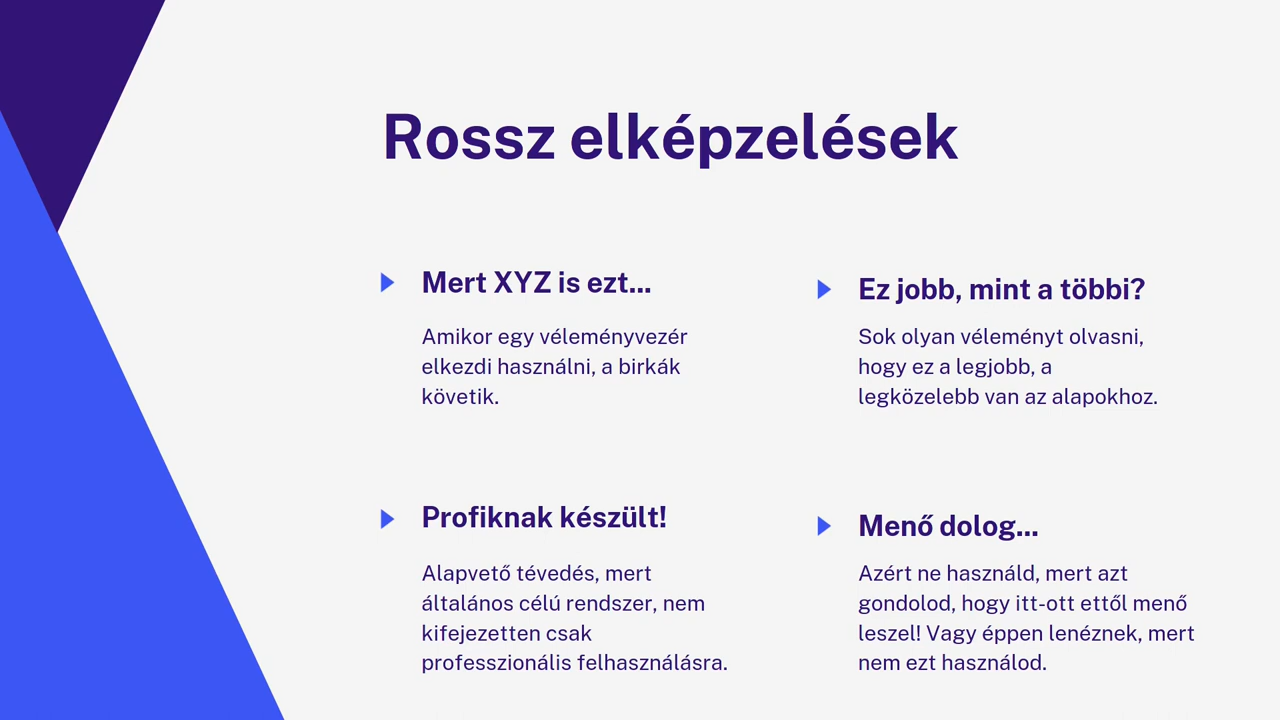 Rossz elképzelések
Mert XYZ is ezt...
Amikor egy véleményvezér
elkezdi használni, a birkák
követik.
Ez jobb, mint a többi?
Sok olyan véleményt olvasni,
hogy ez a legjobb, a
legközelebb van az alapokhoz.
Profiknak készült!
Alapvető tévedés, mert
általános célú rendszer, nem
kifejezetten csak
professzionális felhasználásra.
Menő dolog...
Azért ne használd, mert azt
gondolod, hogy itt-ott ettől menő
leszel! Vagy éppen lenéznek, mert
nem ezt használod.